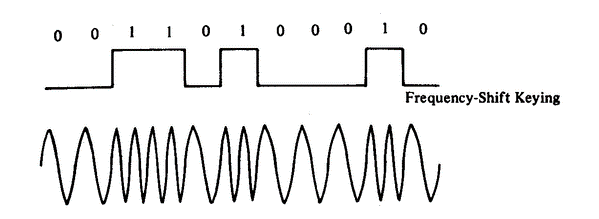 0 0 1 1 0 1 0 0 0 1 0
Frequency-Shift Keying